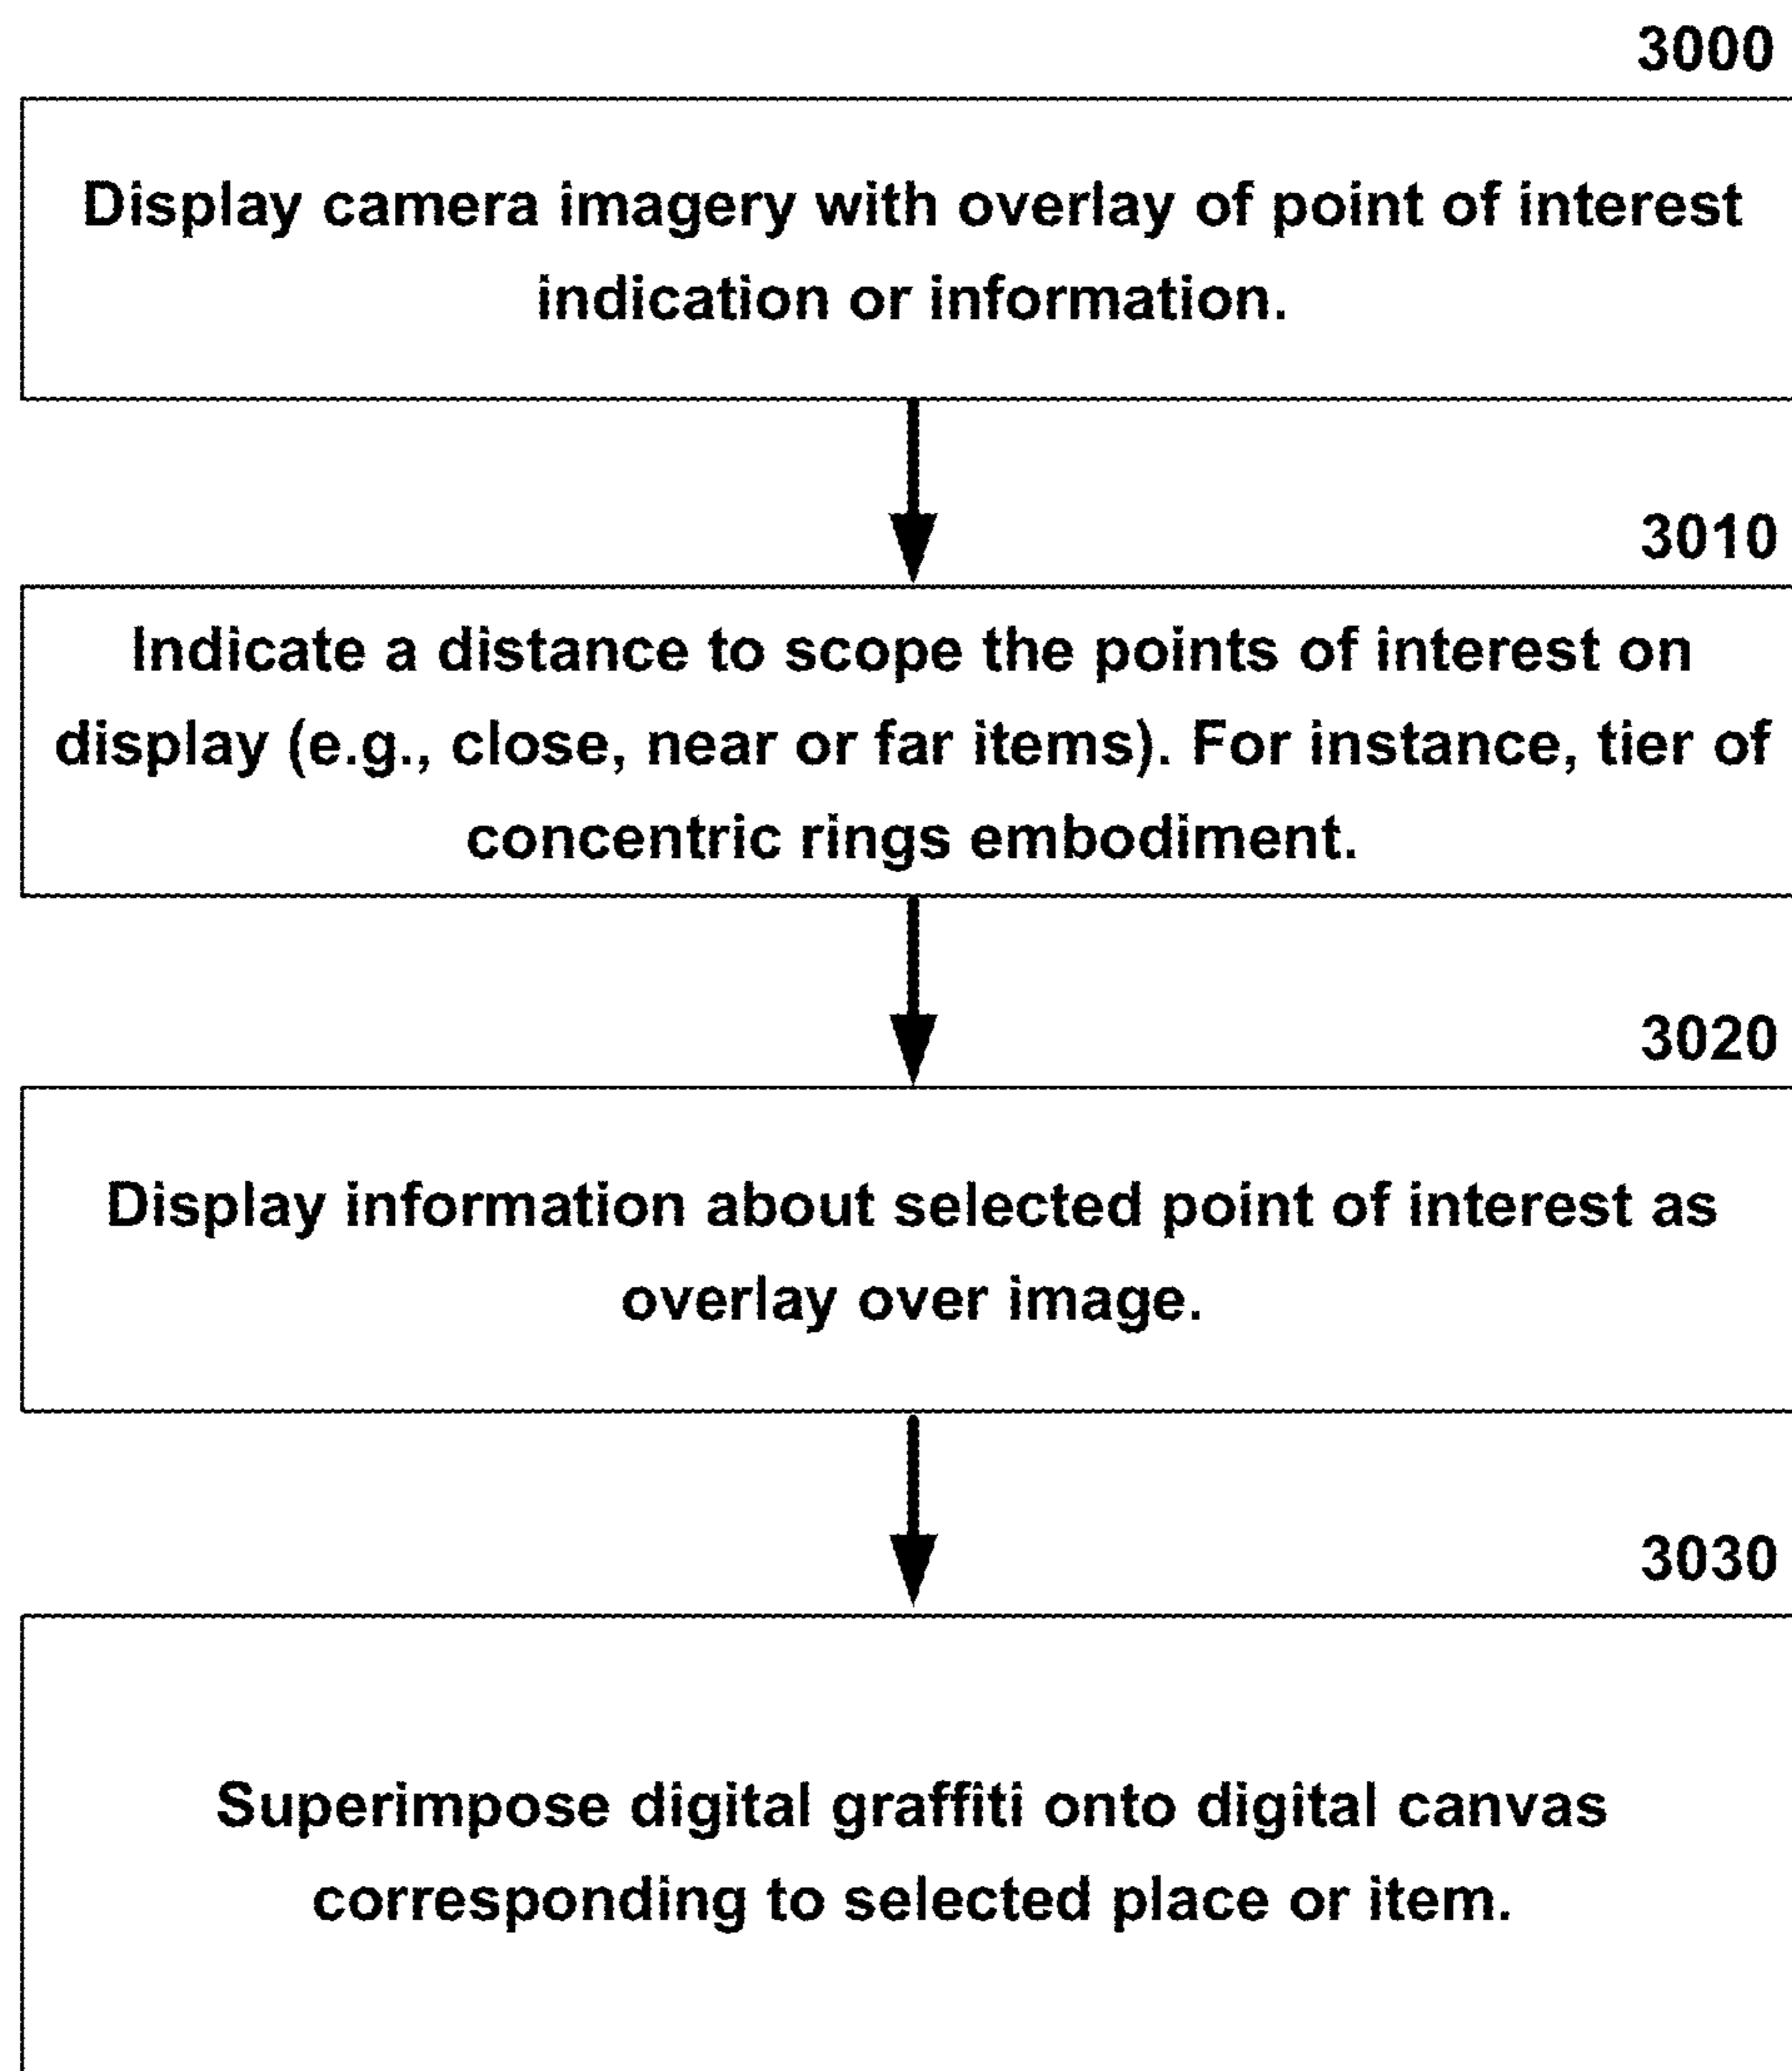 3000
Display camera imagery with overlay of point of interest
indication or information.
3010
Indicate a distance to scope the points of interest on
display (e.g., close, near or far items). For instance, tier of
concentric rings embodiment.
3020
Display information about selected point of interest as
overlay over image.
3030
Superimpose digital graffiti onto digital canvas
corresponding to selected place or item.